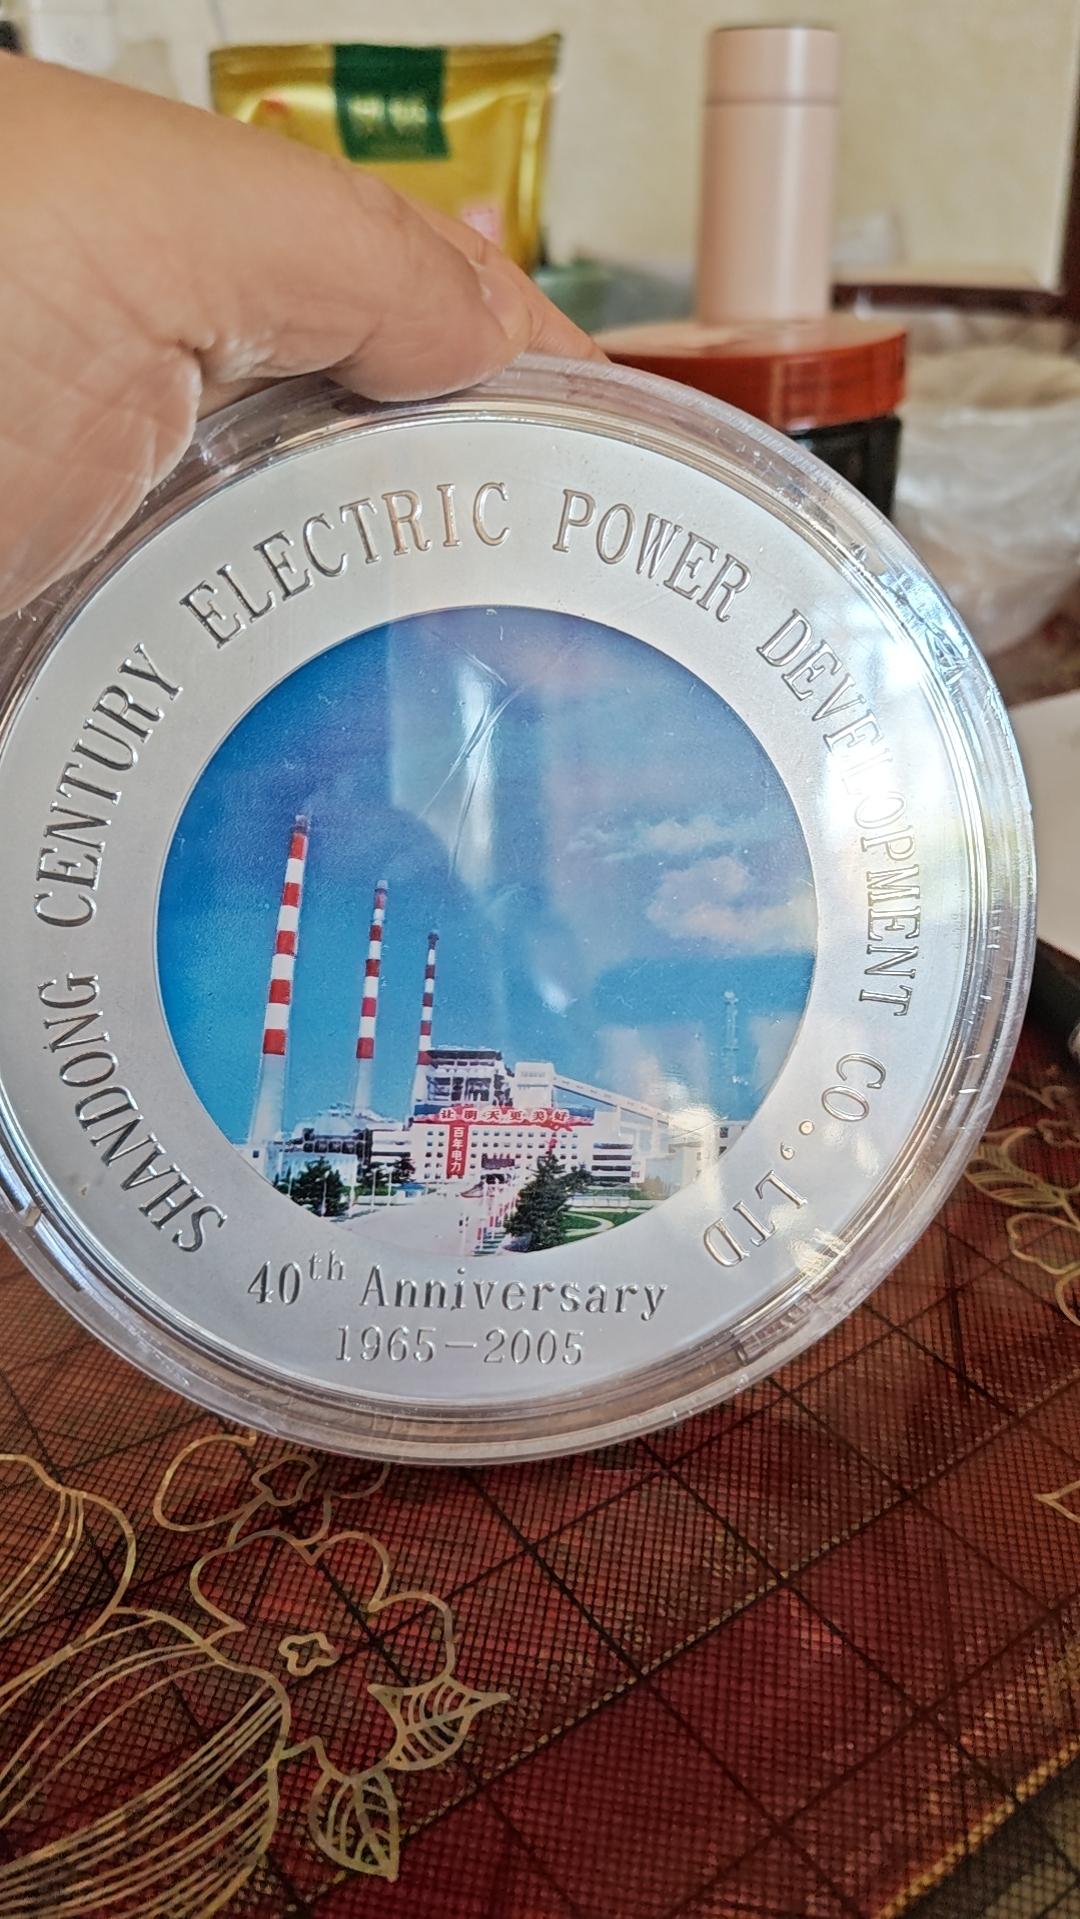 SHANDONG CENTURY ELECTRIC POWER DEVELOPMENT CO.,LTD
让明天更美好
百年电力
40th Anniversary
1965-2005